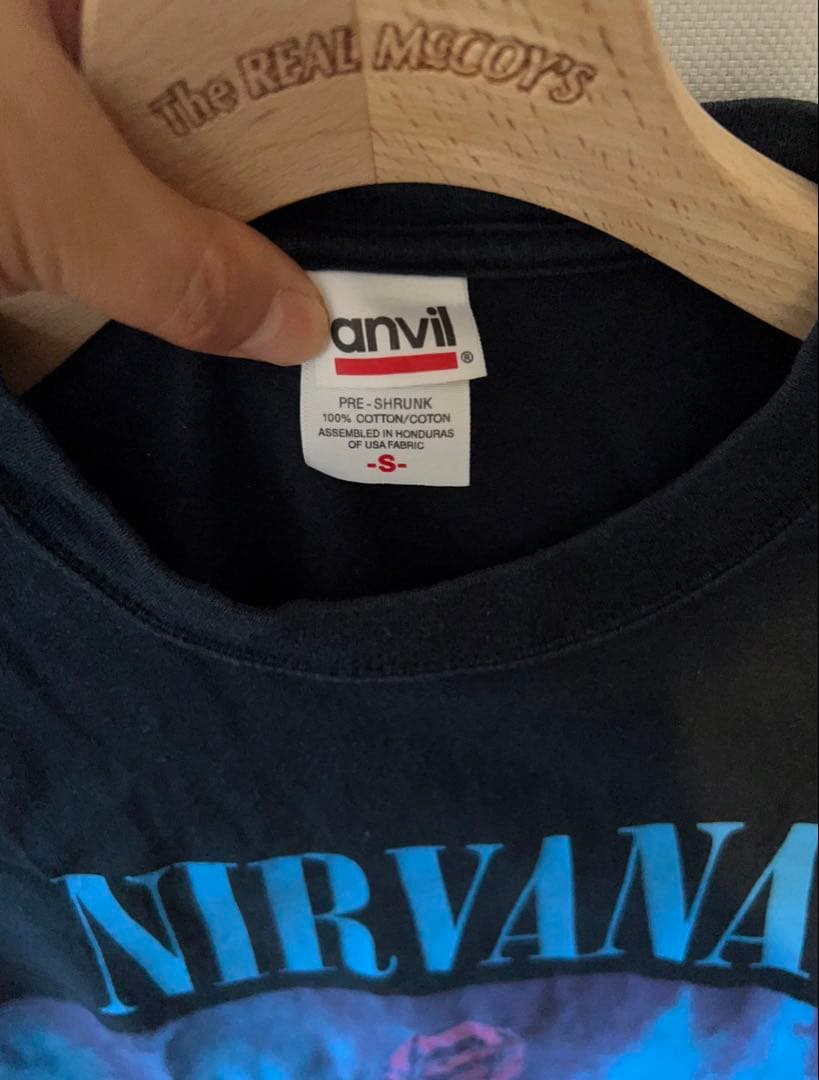 The REAL McCOY'S
anvil
®
PRE-SHRUNK
100% COTTON/COTON
ASSEMBLED IN HONDURAS
OF USA FABRIC
-S-
NIRVANA